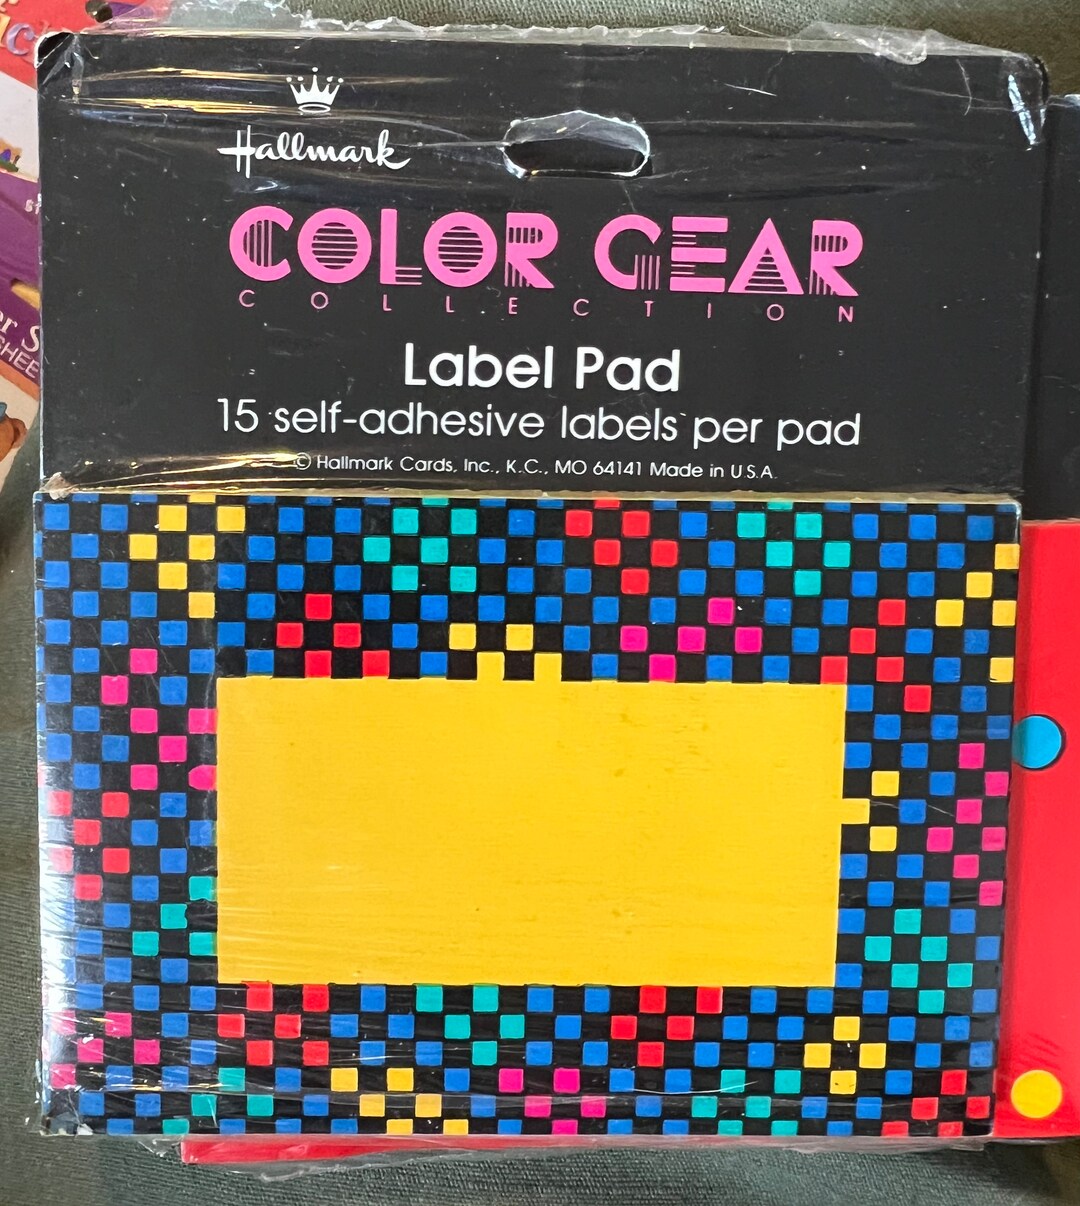 Hallmark
COLOR GEAR
COLLECTION
Label Pad
15 self-adhesive labels per pad
© Hallmark Cards, Inc., K.C., MO 64141 Made in U.S.A.